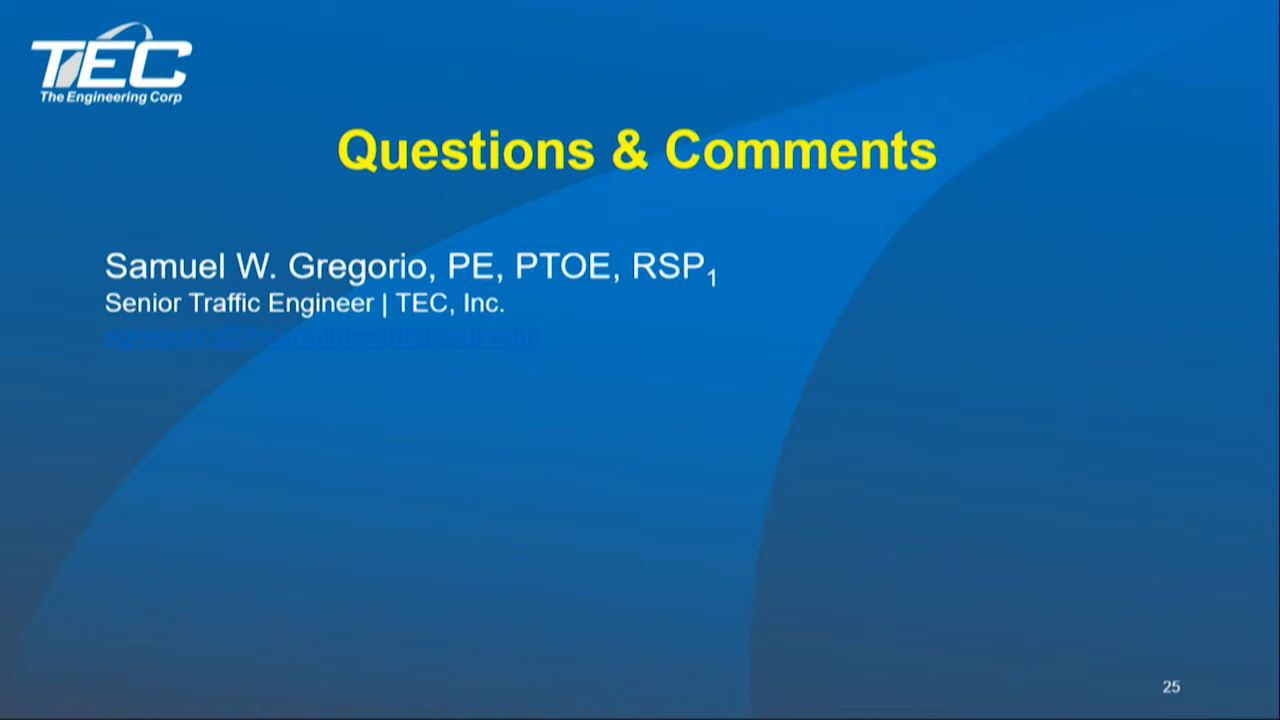 TEC
The Engineering Corp
Questions & Comments
Samuel W. Gregorio, PE, PTOE, RSP1
Senior Traffic Engineer | TEC, Inc.
25